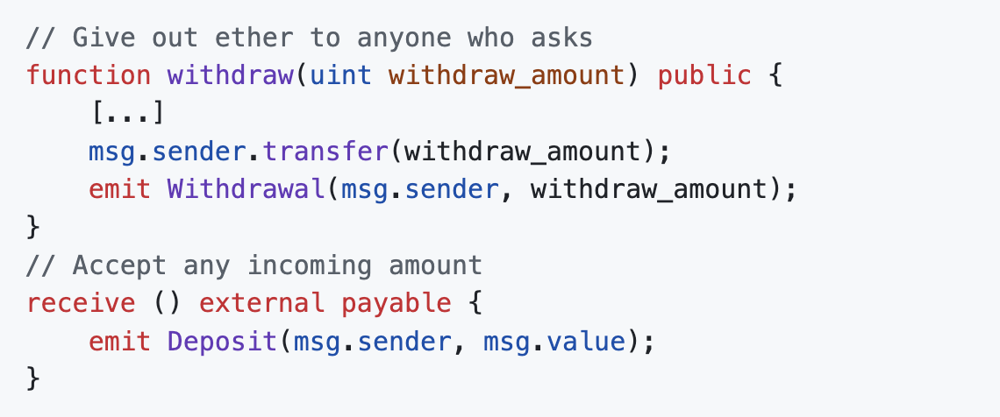 // Give out ether to anyone who asks
function withdraw(uint withdraw_amount) public {
    [...]
    msg.sender.transfer(withdraw_amount);
    emit Withdrawal(msg.sender, withdraw_amount);
}
// Accept any incoming amount
receive () external payable {
    emit Deposit(msg.sender, msg.value);
}